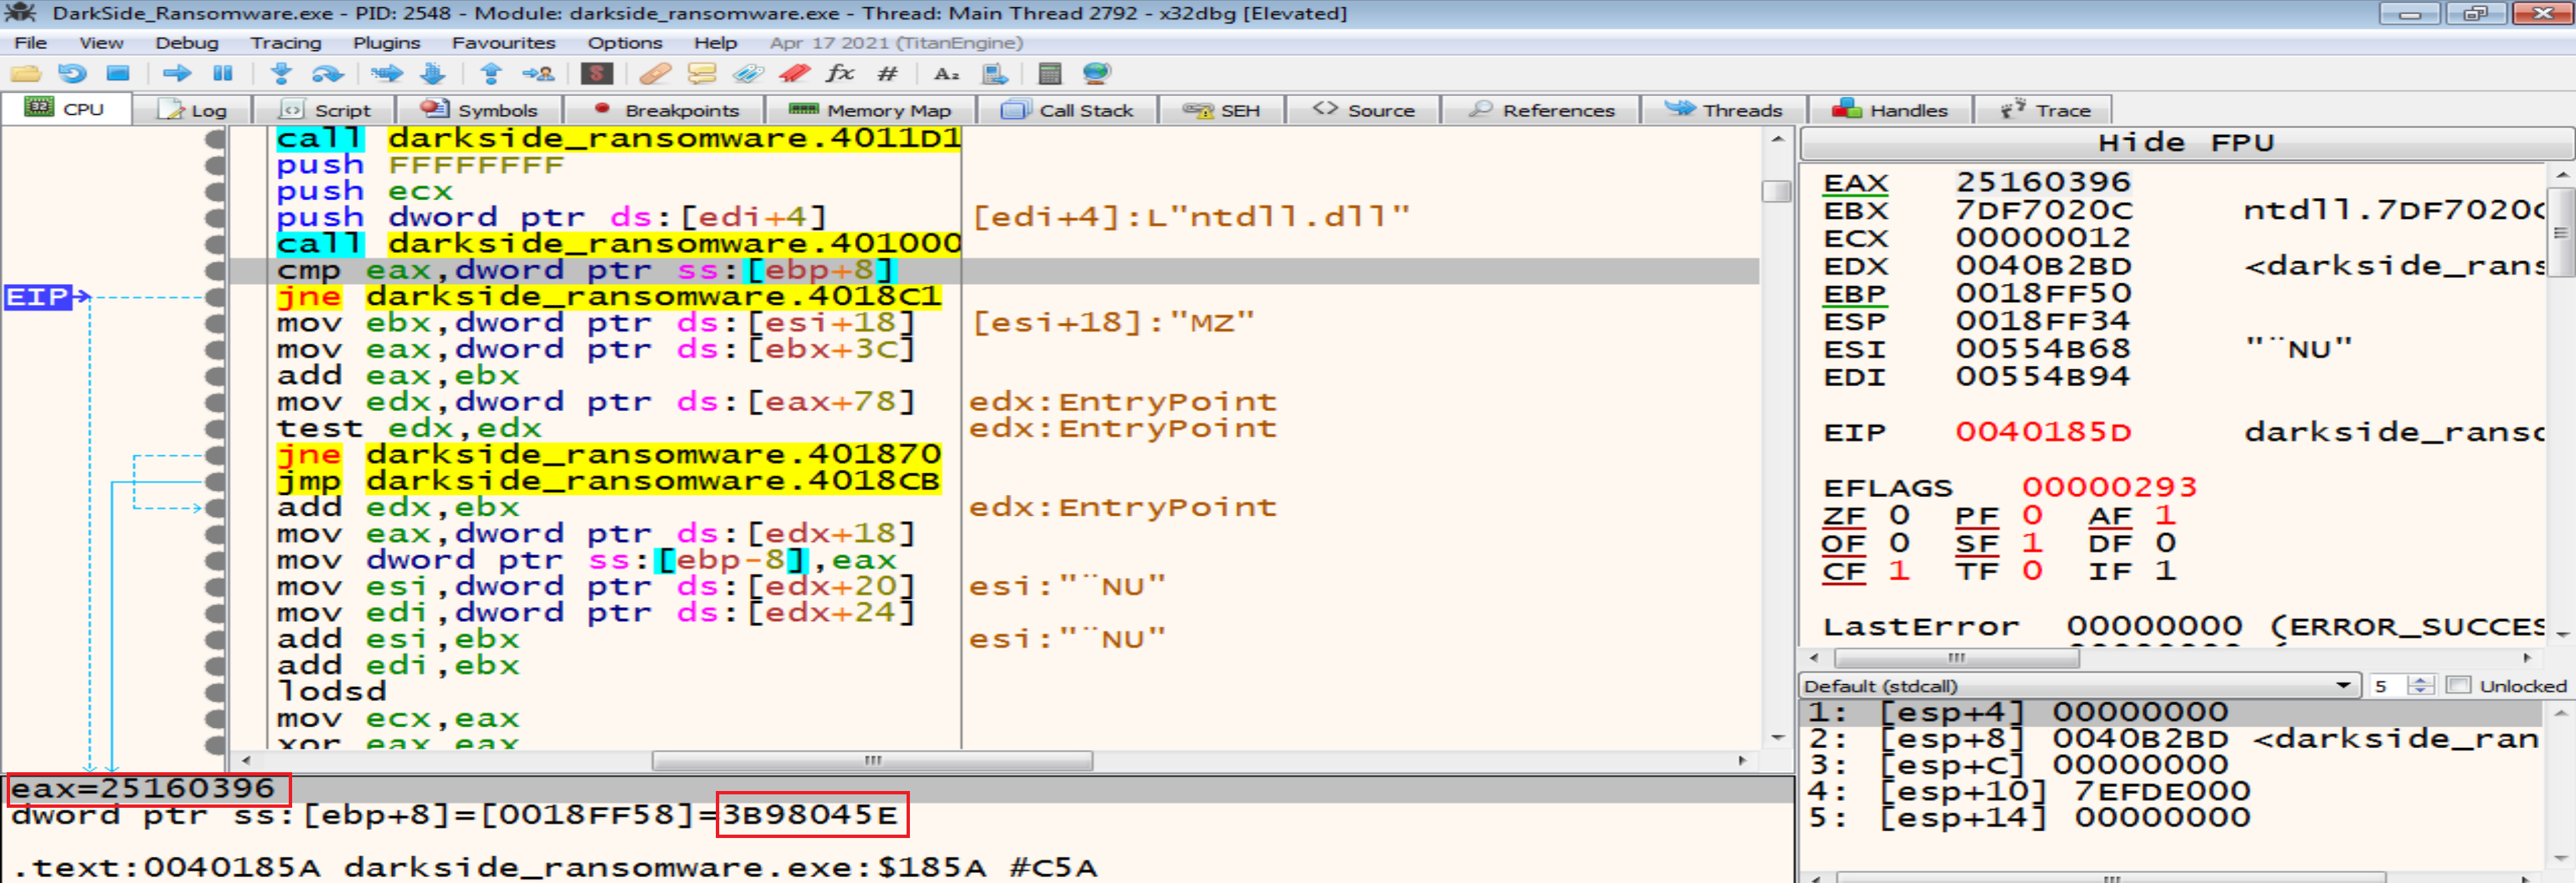 DarkSide_Ransomware.exe - PID: 2548 - Module: darkside_ransomware.exe - Thread: Main Thread 2792 - x32dbg [Elevated]
File View Debug Tracing Plugins Favourites Options Help Apr 17 2021 (TitanEngine)
S fx # Az
32 CPU Log Script Symbols Breakpoints Memory Map Call Stack SEH Source References Threads Handles Trace
call darkside_ransomware.4011D1
push FFFFFFFF
push ecx
push dword ptr ds:[edi+4] [edi+4]:L"ntdll.dll"
call darkside_ransomware.401000
cmp eax,dword ptr ss:[ebp+8]
EIP jne darkside_ransomware.4018C1
mov ebx,dword ptr ds:[esi+18] [esi+18]:"MZ"
mov eax,dword ptr ds:[ebx+3C]
add eax,ebx
mov edx,dword ptr ds:[eax+78] edx:EntryPoint
test edx,edx edx:EntryPoint
jne darkside_ransomware.401870
jmp darkside_ransomware.4018CB
add edx,ebx edx:EntryPoint
mov eax,dword ptr ds:[edx+18]
mov dword ptr ss:[ebp-8],eax
mov esi,dword ptr ds:[edx+20] esi:"¨NU"
mov edi,dword ptr ds:[edx+24]
add esi,ebx esi:"¨NU"
add edi,ebx
lodsd
mov ecx,eax
xor eax,eax
Hide FPU
EAX 25160396
EBX 7DF7020C ntdll.7DF7020C
ECX 00000012
EDX 0040B2BD <darkside_rans
EBP 0018FF50
ESP 0018FF34
ESI 00554B68 "¨NU"
EDI 00554B94
EIP 0040185D darkside_ransc
EFLAGS 00000293
ZF 0 PF 0 AF 1
OF 0 SF 1 DF 0
CF 1 TF 0 IF 1
LastError 00000000 (ERROR_SUCCES
Default (stdcall) 5 Unlocked
1: [esp+4] 00000000
2: [esp+8] 0040B2BD <darkside_ran
3: [esp+C] 00000000
4: [esp+10] 7EFDE000
5: [esp+14] 00000000
eax=25160396
dword ptr ss:[ebp+8]=[0018FF58]=3B98045E
.text:0040185A darkside_ransomware.exe:$185A #C5A